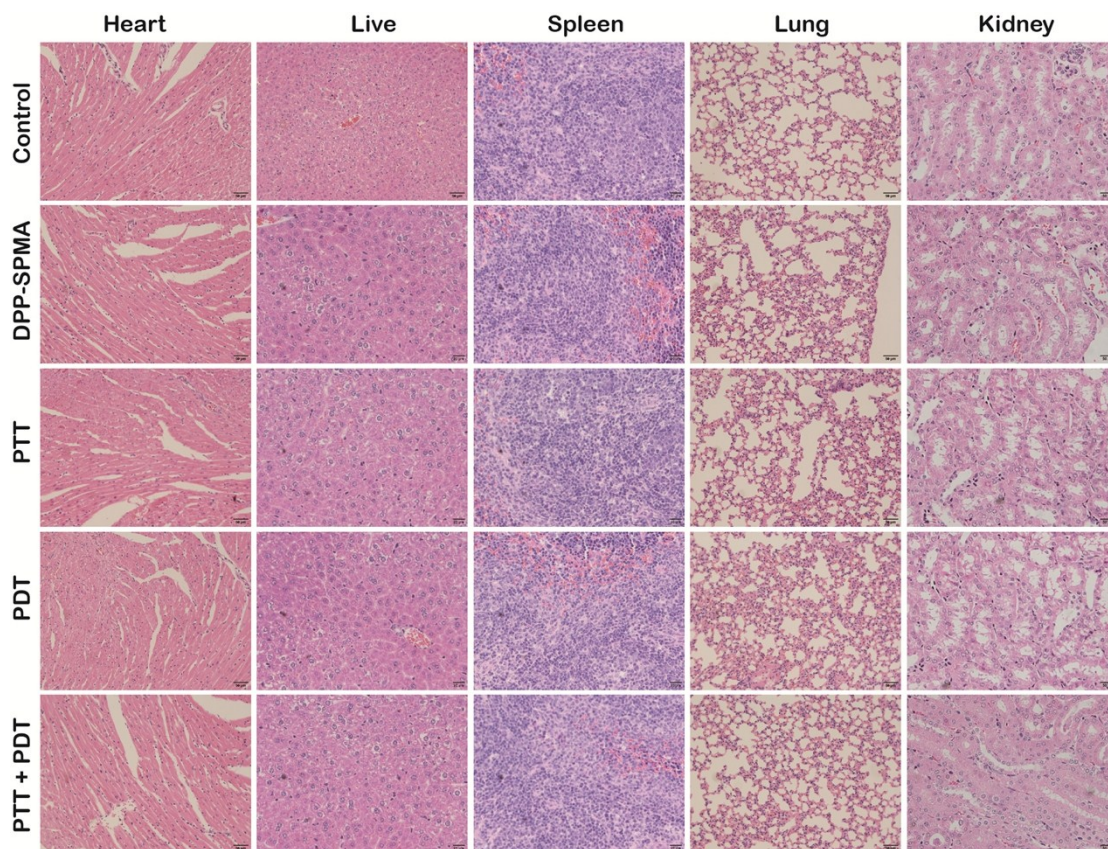 Heart Live Spleen Lung Kidney
Control
DPP-SPMA
PTT
PDT
PTT + PDT